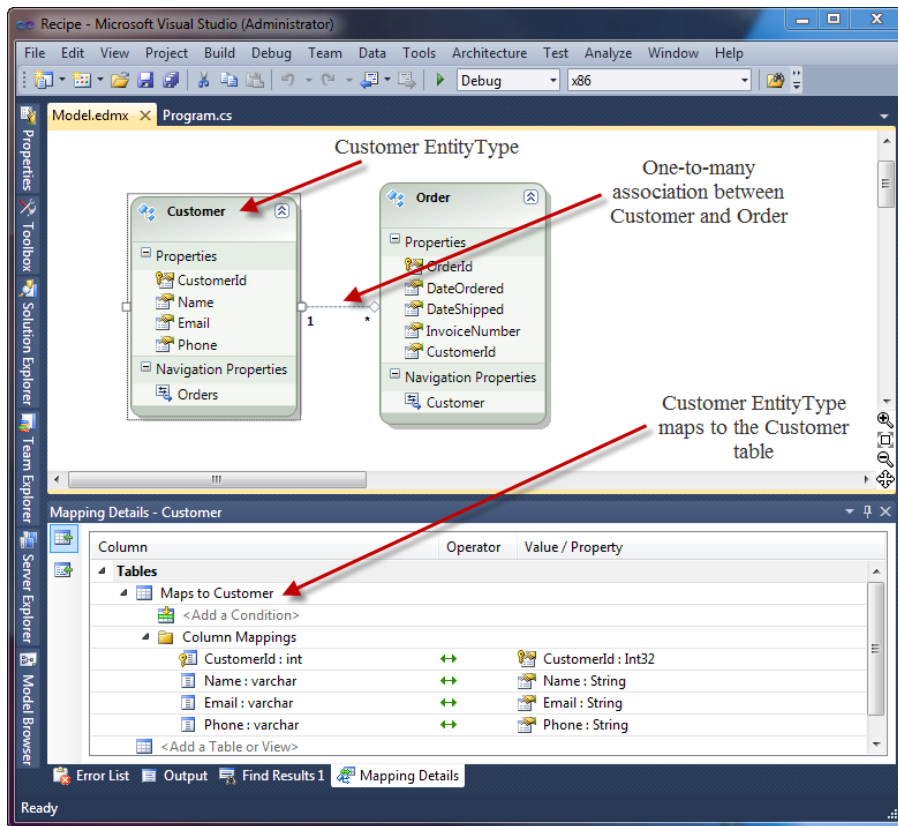 Recipe - Microsoft Visual Studio (Administrator)
File Edit View Project Build Debug Team Data Tools Architecture Test Analyze Window Help
Debug x86
Model.edmx Program.cs
Properties
Toolbox
Solution Explorer
Team Explorer
Server Explorer
Model Browser
Customer EntityType
One-to-many
association between
Customer and Order
Customer
Properties
CustomerId
Name
Email
Phone
Navigation Properties
Orders
1
*
Order
Properties
OrderId
DateOrdered
DateShipped
InvoiceNumber
CustomerId
Navigation Properties
Customer
Customer EntityType
maps to the Customer
table
Mapping Details - Customer
Column Operator Value / Property
Tables
Maps to Customer
<Add a Condition>
Column Mappings
CustomerId : int CustomerId : Int32
Name : varchar Name : String
Email : varchar Email : String
Phone : varchar Phone : String
<Add a Table or View>
Error List Output Find Results 1 Mapping Details
Ready